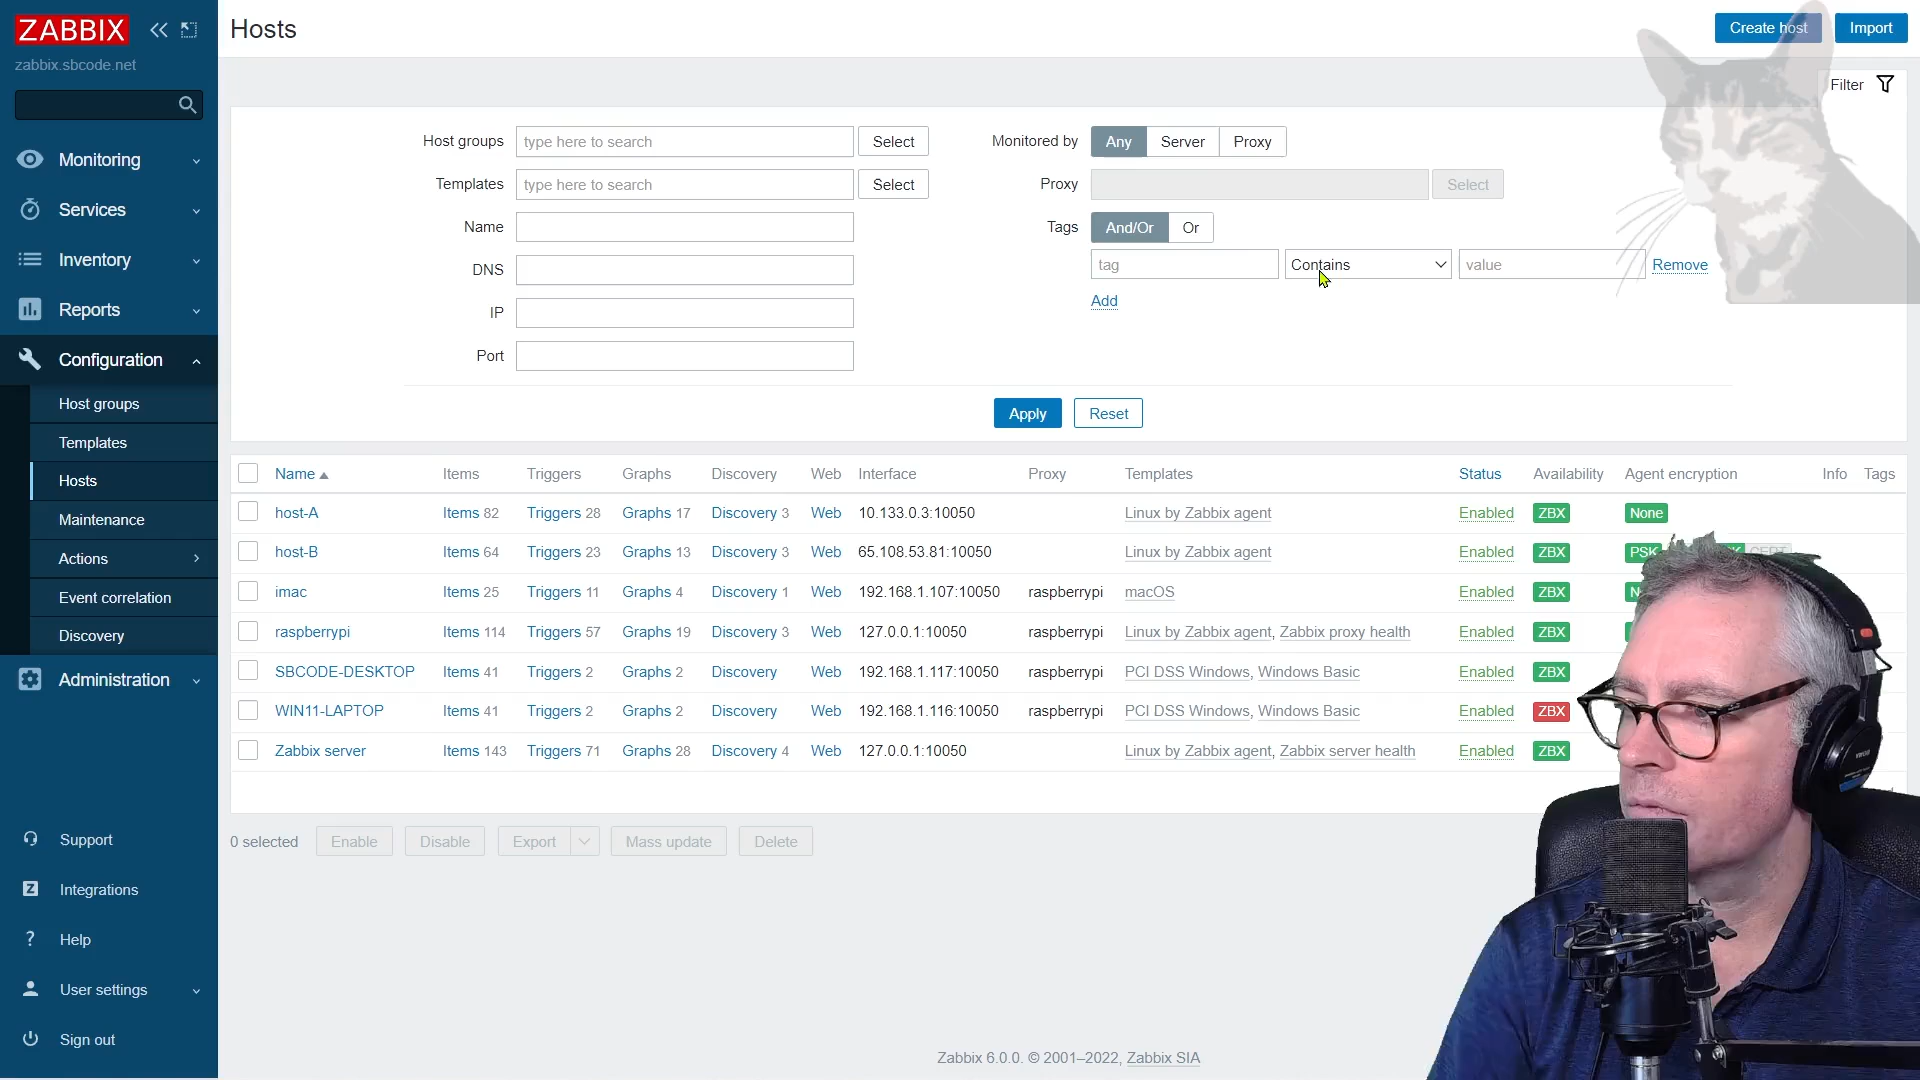 ZABBIX
zabbix.sbcode.net
Monitoring
Services
Inventory
Reports
Configuration
Host groups
Templates
Hosts
Maintenance
Actions
Event correlation
Discovery
Administration
Support
Z Integrations
? Help
User settings
Sign out
Hosts
Create host Import
Filter
Host groups type here to search Select
Templates type here to search Select
Name
DNS
IP
Port
Monitored by Any Server Proxy
Proxy Select
Tags And/Or Or
tag Contains value Remove
Add
Apply Reset
Name Items Triggers Graphs Discovery Web Interface Proxy Templates Status Availability Agent encryption Info Tags
host-A Items 82 Triggers 28 Graphs 17 Discovery 3 Web 10.133.0.3:10050 Linux by Zabbix agent Enabled ZBX None
host-B Items 64 Triggers 23 Graphs 13 Discovery 3 Web 65.108.53.81:10050 Linux by Zabbix agent Enabled ZBX PSK CERT
imac Items 25 Triggers 11 Graphs 4 Discovery 1 Web 192.168.1.107:10050 raspberrypi macOS Enabled ZBX
raspberrypi Items 114 Triggers 57 Graphs 19 Discovery 3 Web 127.0.0.1:10050 raspberrypi Linux by Zabbix agent, Zabbix proxy health Enabled ZBX
SBCODE-DESKTOP Items 41 Triggers 2 Graphs 2 Discovery Web 192.168.1.117:10050 raspberrypi PCI DSS Windows, Windows Basic Enabled ZBX
WIN11-LAPTOP Items 41 Triggers 2 Graphs 2 Discovery Web 192.168.1.116:10050 raspberrypi PCI DSS Windows, Windows Basic Enabled ZBX
Zabbix server Items 143 Triggers 71 Graphs 28 Discovery 4 Web 127.0.0.1:10050 Linux by Zabbix agent, Zabbix server health Enabled ZBX
0 selected Enable Disable Export Mass update Delete
Zabbix 6.0.0. © 2001–2022, Zabbix SIA